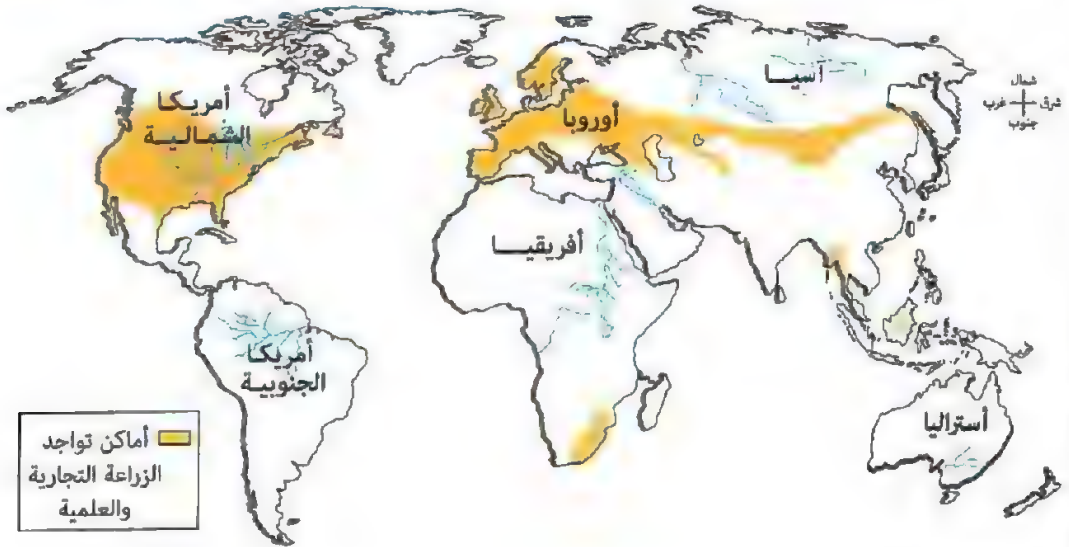 آسيا
شمال
شرق
غرب
جنوب
أمريكا
الشمالية
أوروبا
أفريقيا
أمريكا
الجنوبية
أستراليا
أماكن تواجد
الزراعة التجارية
والعلمية